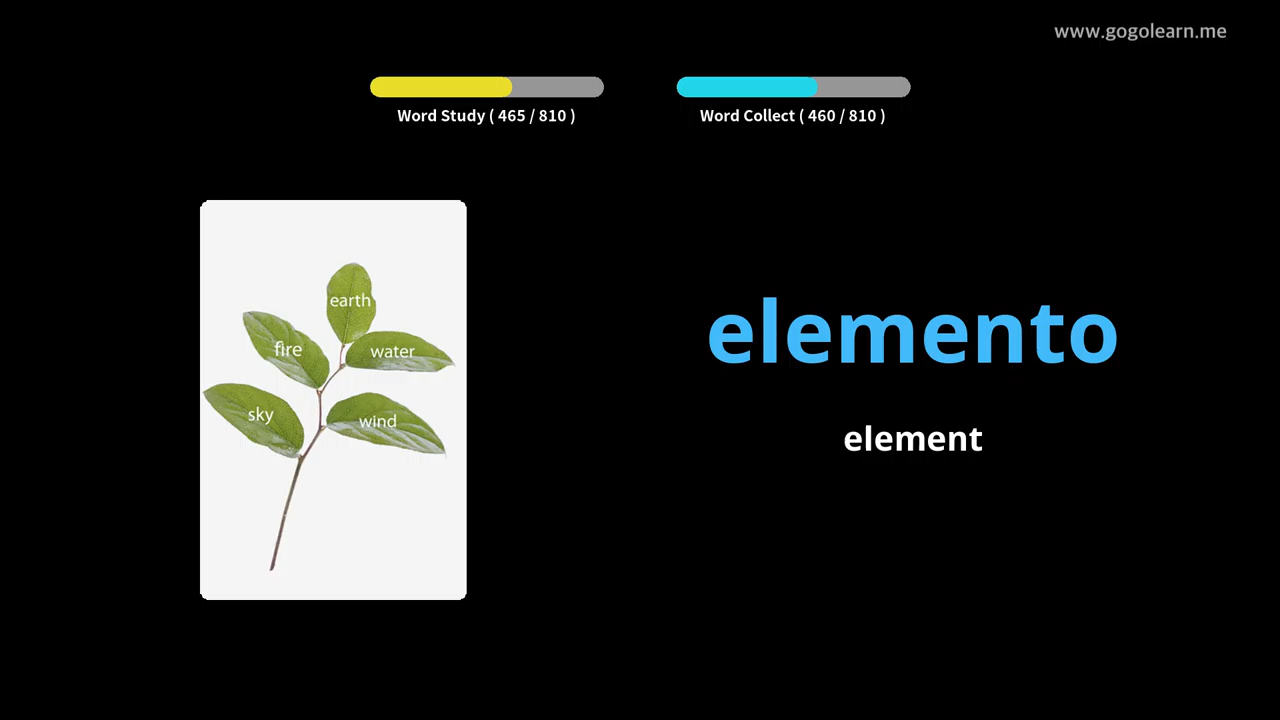 www.gogolearn.me
Word Study ( 465 / 810 )
Word Collect ( 460 / 810 )
earth
fire
water
sky
wind
elemento
element